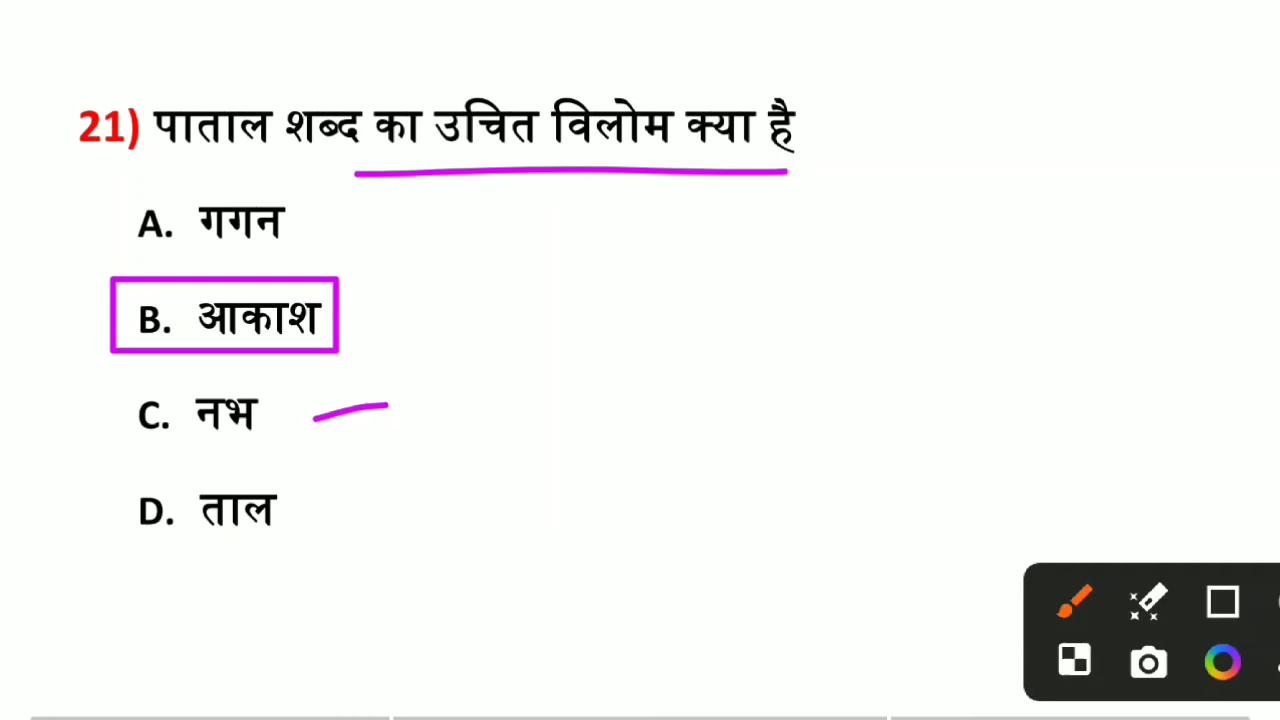 21) पाताल शब्द का उचित विलोम क्या है
A. गगन
B. आकाश
C. नभ
D. ताल